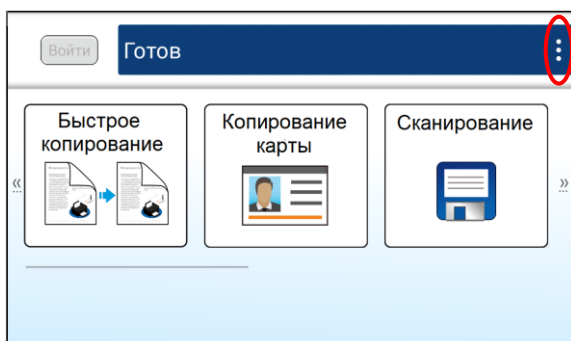 Войти
Готов
Быстрое
копирование
Копирование
карты
Сканирование
«
»